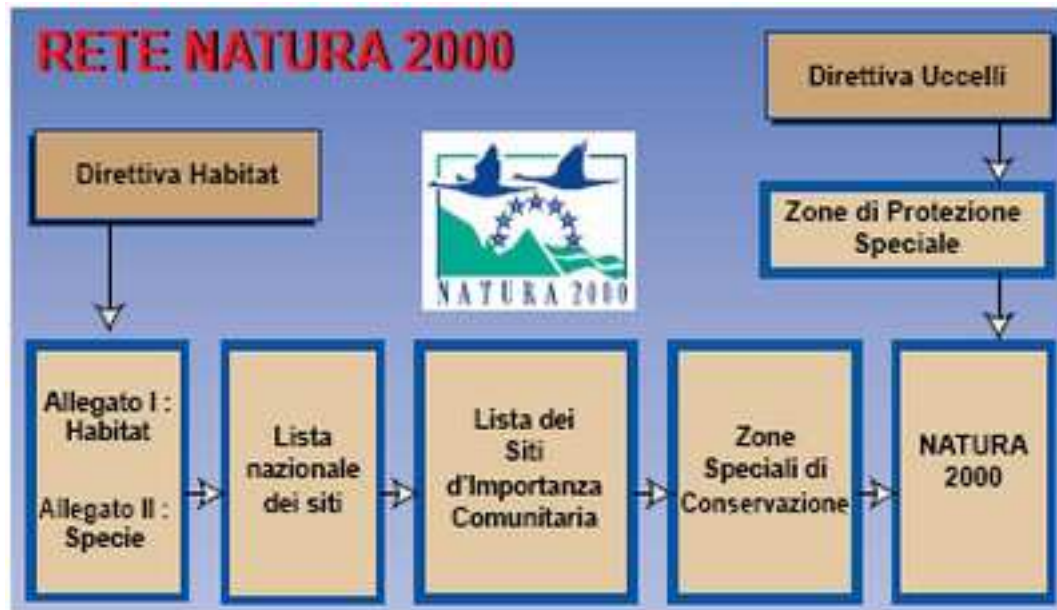 RETE NATURA 2000
Direttiva Uccelli
Direttiva Habitat
Zone di Protezione
Speciale
NATURA 2000
Allegato I :
Habitat
Allegato II :
Specie
Lista
nazionale
dei siti
Lista dei
Siti
d'Importanza
Comunitaria
Zone
Speciali di
Conservazione
NATURA
2000